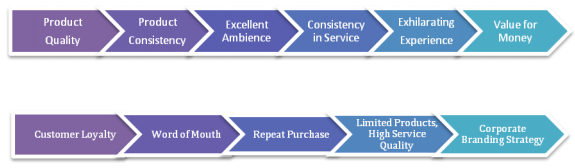 Product
Quality
Product
Consistency
Excellent
Ambience
Consistency
in Service
Exhilarating
Experience
Value for
Money
Customer Loyalty
Word of Mouth
Repeat Purchase
Limited Products,
High Service
Quality
Corporate
Branding Strategy